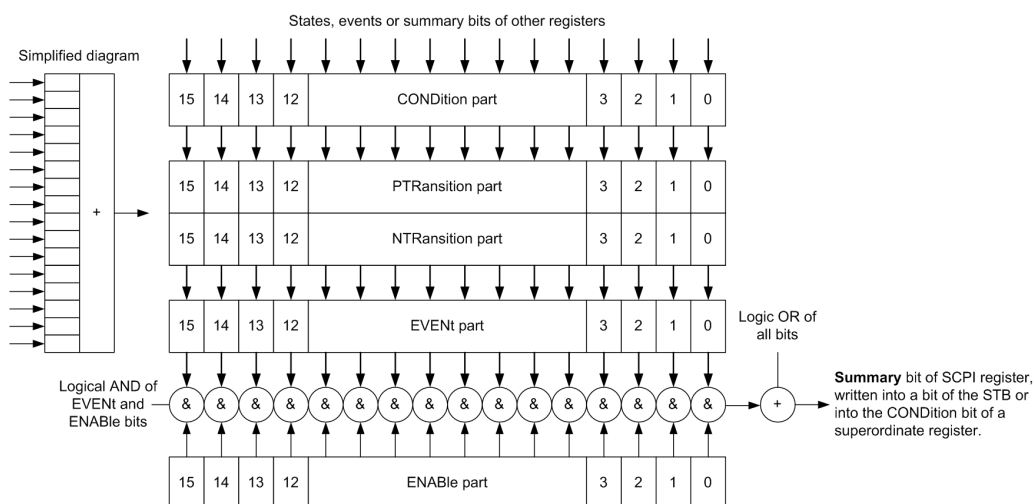 States, events or summary bits of other registers
Simplified diagram
15 14 13 12 CONDition part 3 2 1 0
15 14 13 12 PTRansition part 3 2 1 0
+
15 14 13 12 NTRansition part 3 2 1 0
15 14 13 12 EVENt part 3 2 1 0
Logic OR of
all bits
Logical AND of
EVENt and
ENABle bits
& & & & & & & & & & & & & & & &
+
Summary bit of SCPI register,
written into a bit of the STB or
into the CONDition bit of a
superordinate register.
15 14 13 12 ENABle part 3 2 1 0